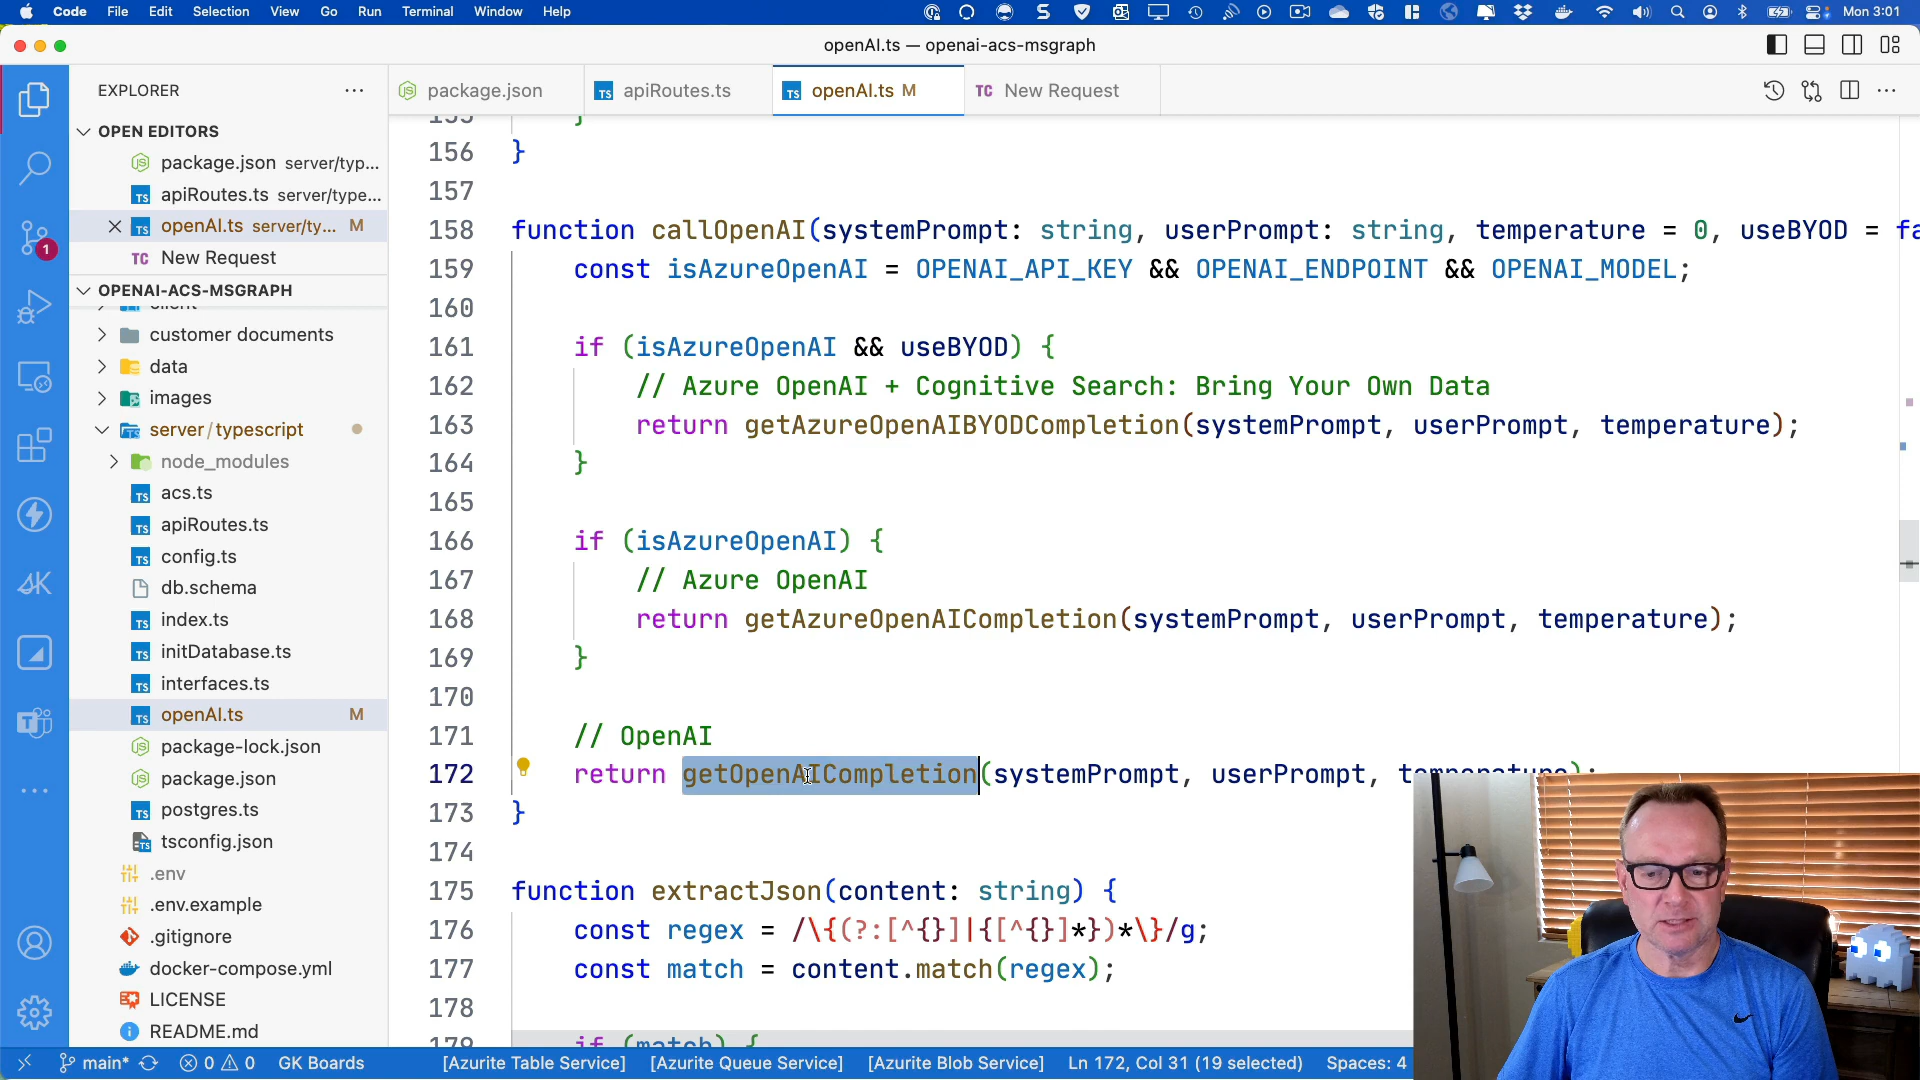 Code File Edit Selection View Go Run Terminal Window Help Mon 3:01
openAI.ts — openai-acs-msgraph
EXPLORER
package.json
apiRoutes.ts
openAI.ts M
New Request
OPEN EDITORS
package.json server/typ...
apiRoutes.ts server/type...
openAI.ts server/ty... M
New Request
OPENAI-ACS-MSGRAPH
client
customer documents
data
images
server/typescript
node_modules
acs.ts
apiRoutes.ts
config.ts
db.schema
index.ts
initDatabase.ts
interfaces.ts
openAI.ts M
package-lock.json
package.json
postgres.ts
tsconfig.json
.env
.env.example
.gitignore
docker-compose.yml
LICENSE
README.md
1
155 }
156 }
157
158 function callOpenAI(systemPrompt: string, userPrompt: string, temperature = 0, useBYOD = fa
159 const isAzureOpenAI = OPENAI_API_KEY && OPENAI_ENDPOINT && OPENAI_MODEL;
160
161 if (isAzureOpenAI && useBYOD) {
162 // Azure OpenAI + Cognitive Search: Bring Your Own Data
163 return getAzureOpenAIBYODCompletion(systemPrompt, userPrompt, temperature);
164 }
165
166 if (isAzureOpenAI) {
167 // Azure OpenAI
168 return getAzureOpenAICompletion(systemPrompt, userPrompt, temperature);
169 }
170
171 // OpenAI
172 return getOpenAICompletion(systemPrompt, userPrompt, temperature);
173 }
174
175 function extractJson(content: string) {
176 const regex = /\{(?:[^{}]|{[^{}]*})*\}/g;
177 const match = content.match(regex);
178
179 if (match) {
main* 0 0 GK Boards [Azurite Table Service] [Azurite Queue Service] [Azurite Blob Service] Ln 172, Col 31 (19 selected) Spaces: 4